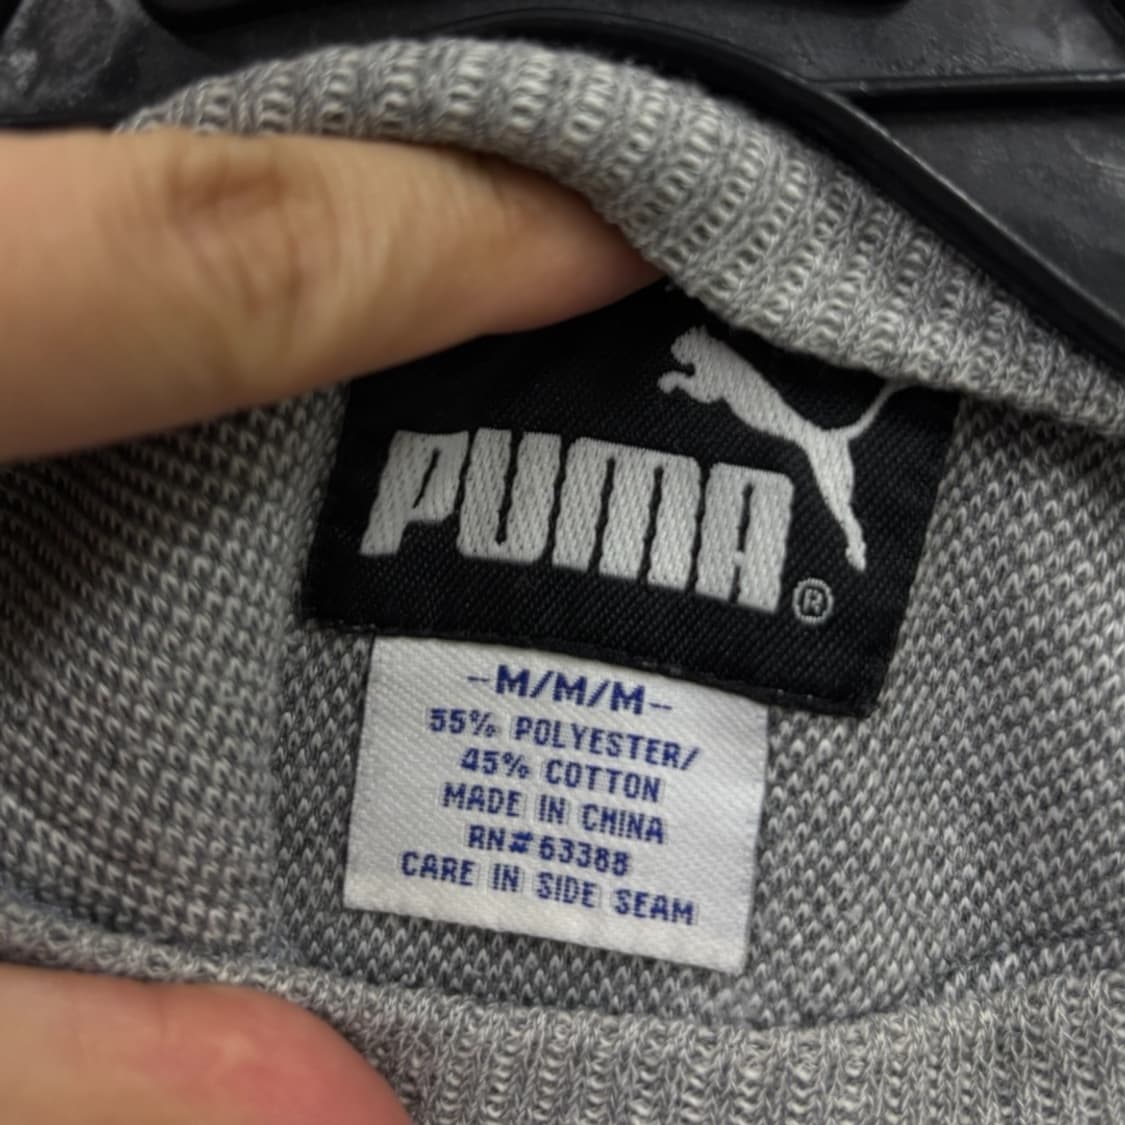 PUMA®
-M/M/M-
55% POLYESTER/
45% COTTON
MADE IN CHINA
RN#63388
CARE IN SIDE SEAM